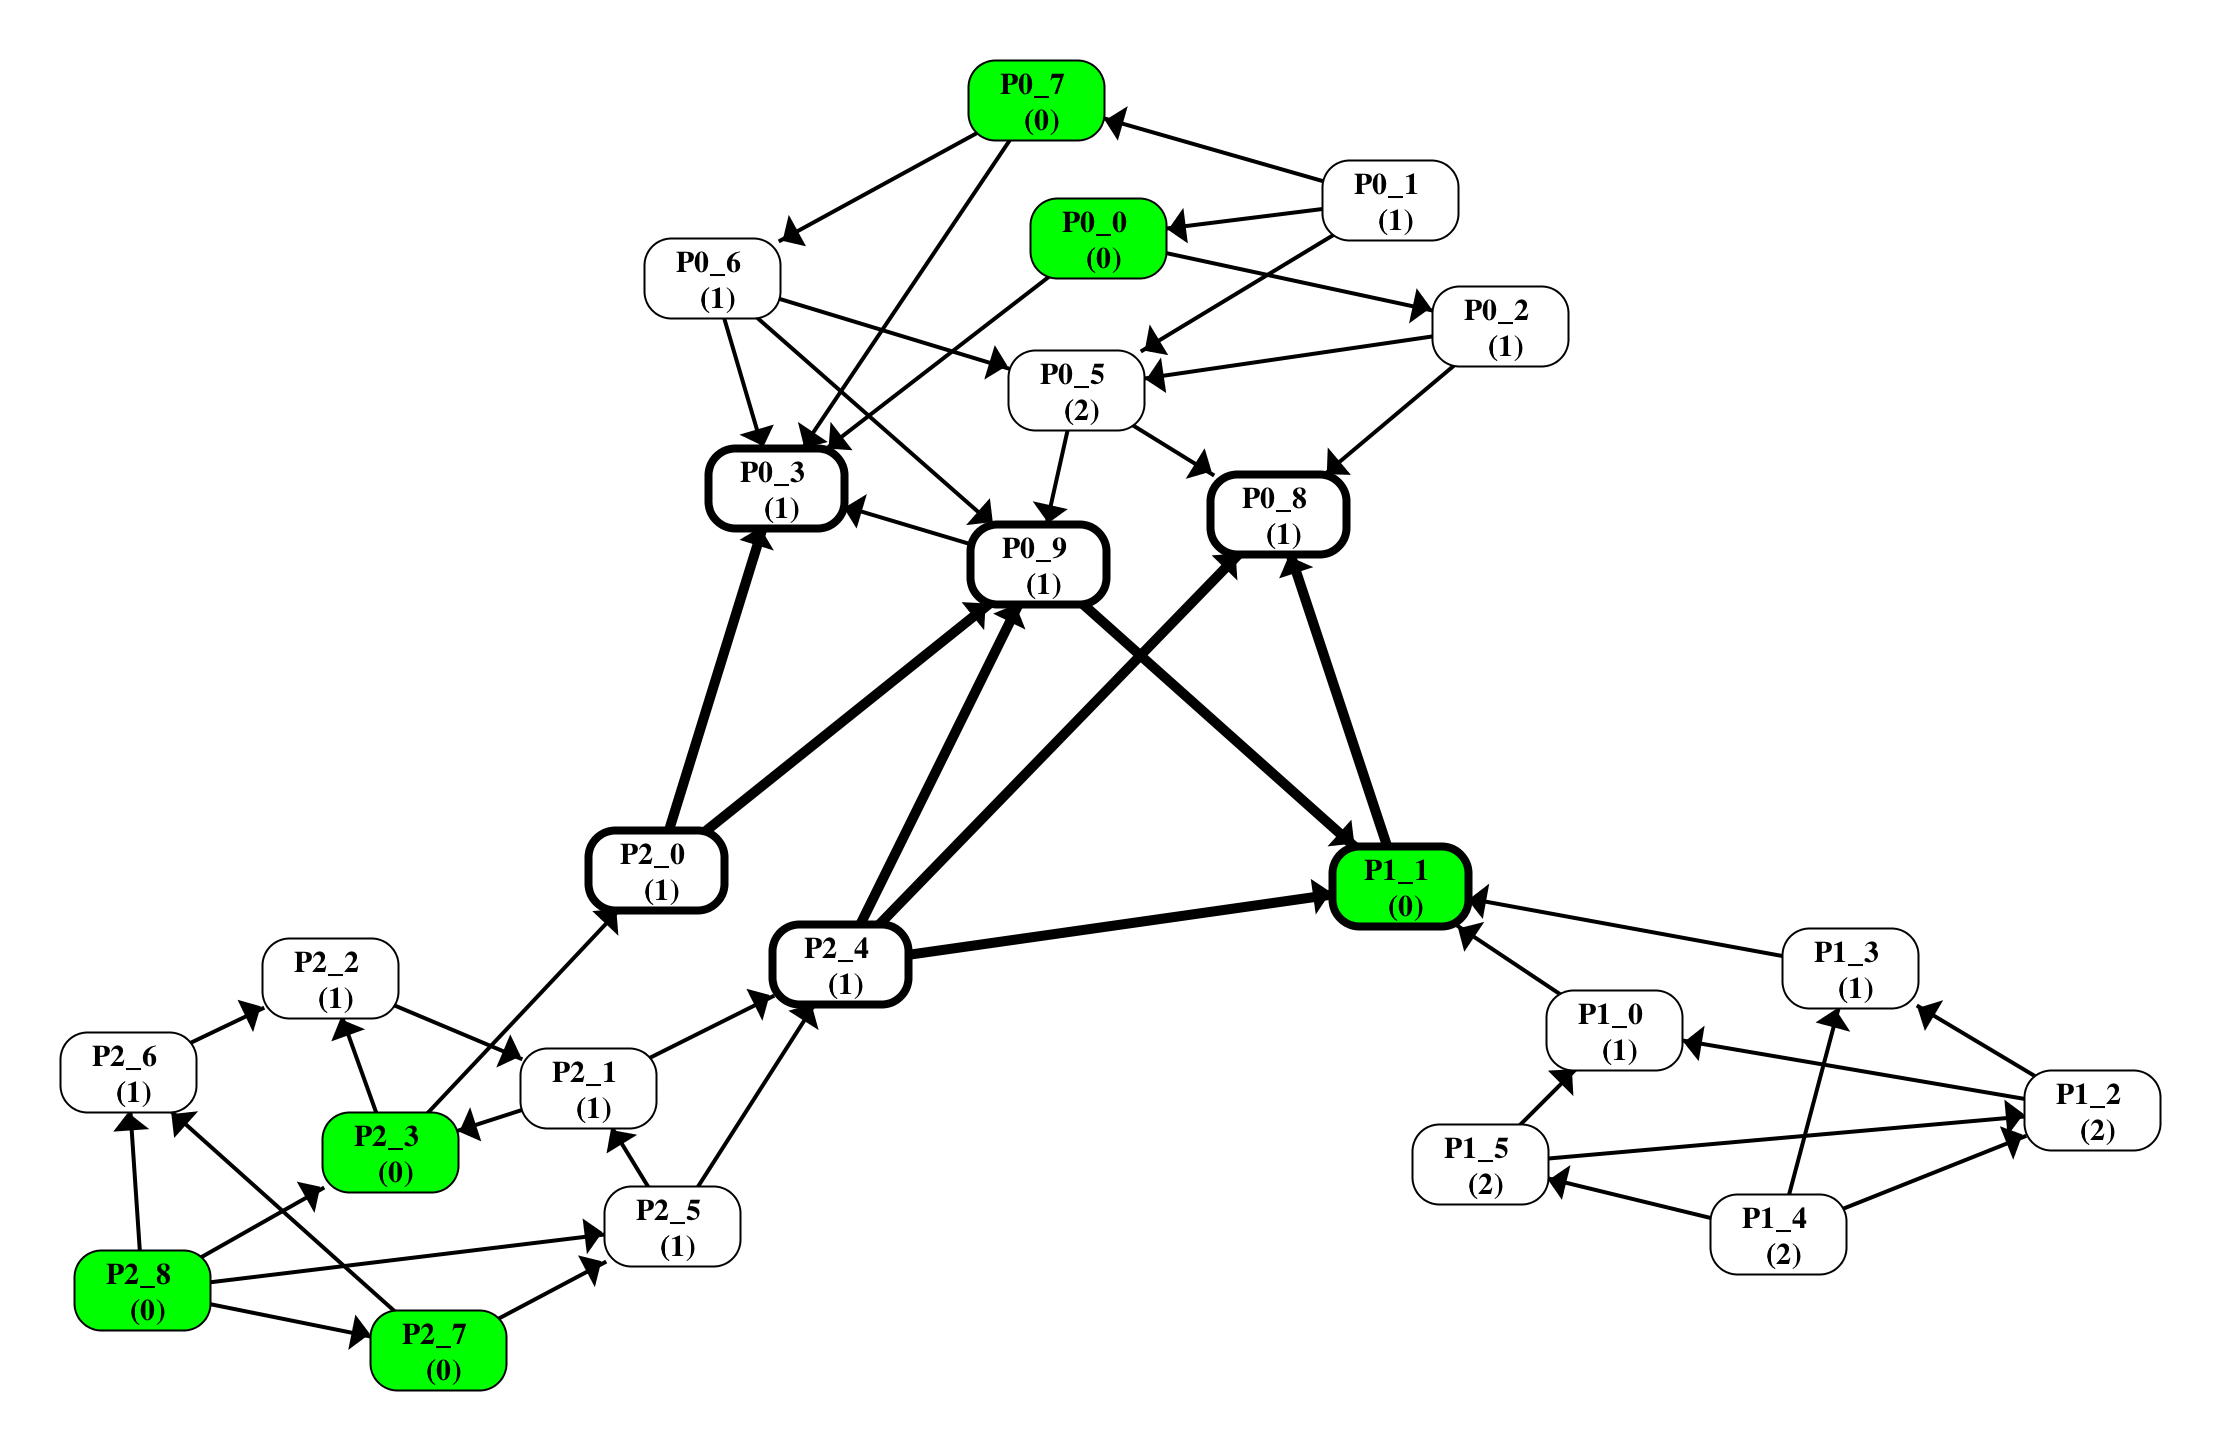 P0_7
(0)
P0_1
(1)
P0_0
(0)
P0_6
(1)
P0_2
(1)
P0_5
(2)
P0_3
(1)
P0_8
(1)
P0_9
(1)
P2_0
(1)
P1_1
(0)
P2_4
(1)
P1_3
(1)
P2_2
(1)
P1_0
(1)
P2_6
(1)
P2_1
(1)
P1_2
(2)
P2_3
(0)
P1_5
(2)
P2_5
(1)
P1_4
(2)
P2_8
(0)
P2_7
(0)